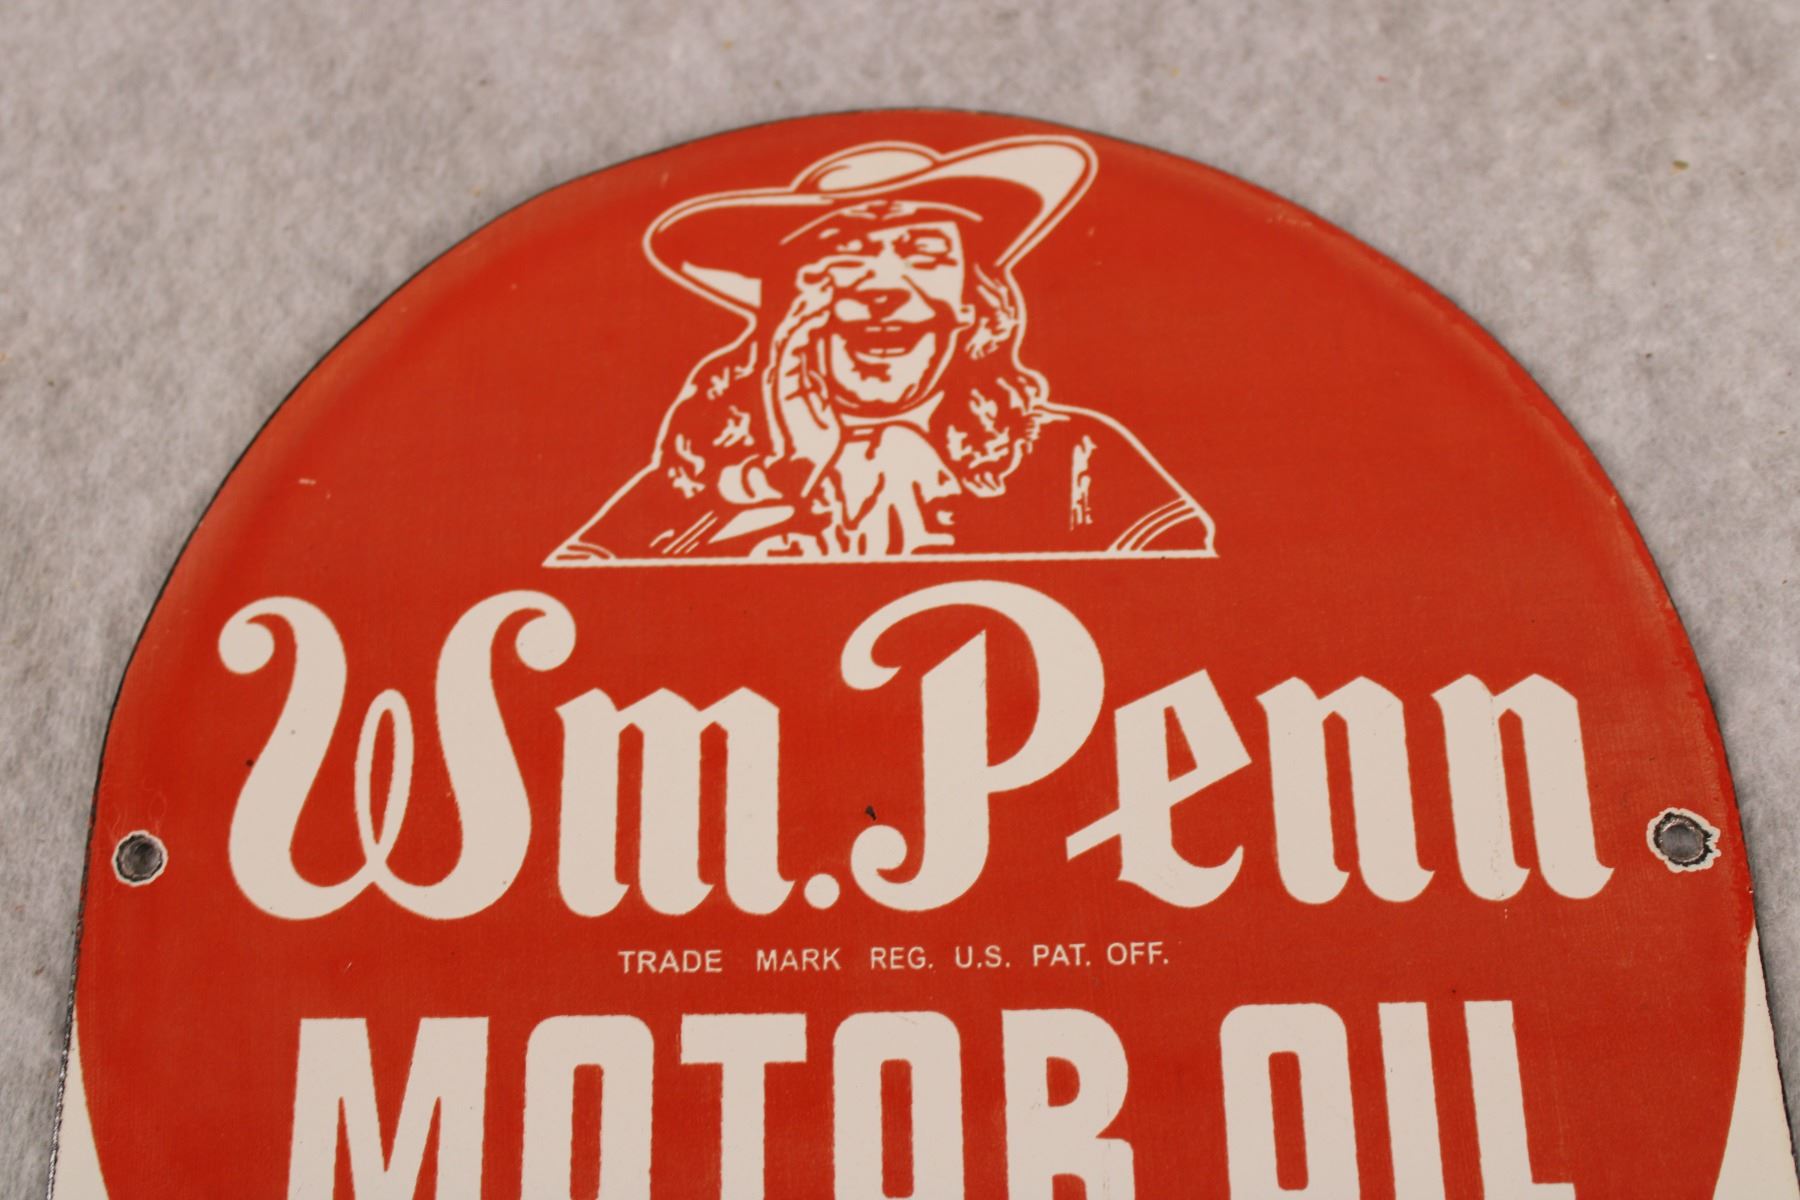 Wm. Penn
TRADE MARK REG. U.S. PAT. OFF.
MOTOR OIL